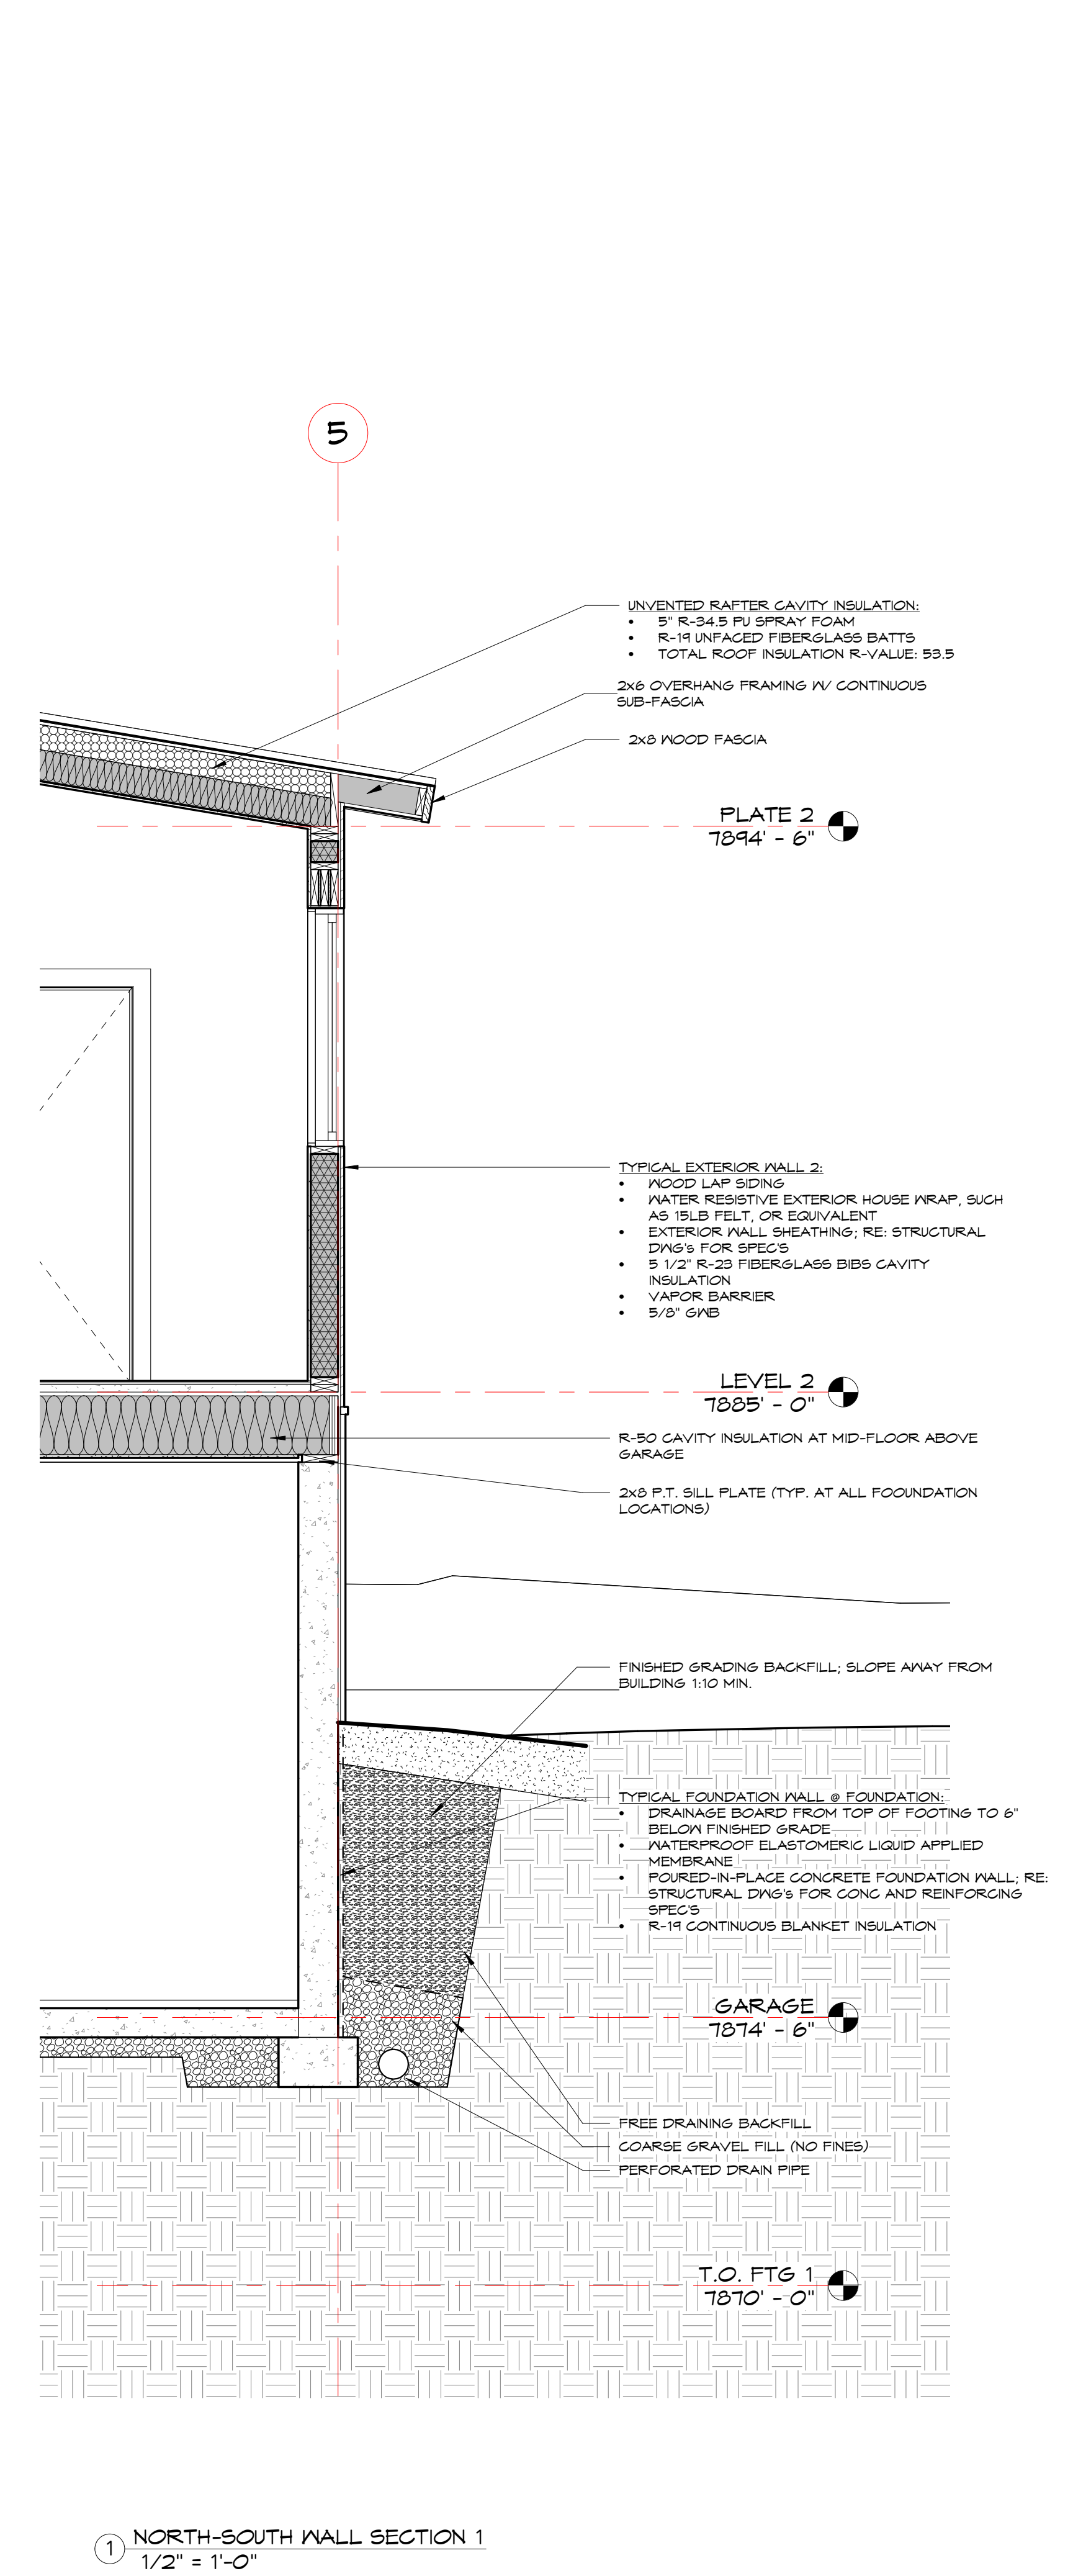 5
UNVENTED RAFTER CAVITY INSULATION:
• 5" R-34.5 PU SPRAY FOAM
• R-19 UNFACED FIBERGLASS BATTS
• TOTAL ROOF INSULATION R-VALUE: 53.5
2x6 OVERHANG FRAMING W/ CONTINUOUS
SUB-FASCIA
2x8 WOOD FASCIA
PLATE 2
7894' - 6"
TYPICAL EXTERIOR WALL 2:
• WOOD LAP SIDING
• WATER RESISTIVE EXTERIOR HOUSE WRAP, SUCH
AS 15LB FELT, OR EQUIVALENT
• EXTERIOR WALL SHEATHING; RE: STRUCTURAL
DWG's FOR SPEC'S
• 5 1/2" R-23 FIBERGLASS BIBS CAVITY
INSULATION
• VAPOR BARRIER
• 5/8" GWB
LEVEL 2
7885' - 0"
R-50 CAVITY INSULATION AT MID-FLOOR ABOVE
GARAGE
2x8 P.T. SILL PLATE (TYP. AT ALL FOOUNDATION
LOCATIONS)
FINISHED GRADING BACKFILL; SLOPE AWAY FROM
BUILDING 1:10 MIN.
TYPICAL FOUNDATION WALL @ FOUNDATION:
• DRAINAGE BOARD FROM TOP OF FOOTING TO 6"
BELOW FINISHED GRADE
• WATERPROOF ELASTOMERIC LIQUID APPLIED
MEMBRANE
• POURED-IN-PLACE CONCRETE FOUNDATION WALL; RE:
STRUCTURAL DWG's FOR CONC AND REINFORCING
SPEC'S
• R-19 CONTINUOUS BLANKET INSULATION
GARAGE
7874' - 6"
FREE DRAINING BACKFILL
COARSE GRAVEL FILL (NO FINES)
PERFORATED DRAIN PIPE
T.O. FTG 1
7870' - 0"
1 NORTH-SOUTH WALL SECTION 1
1/2" = 1'-0"